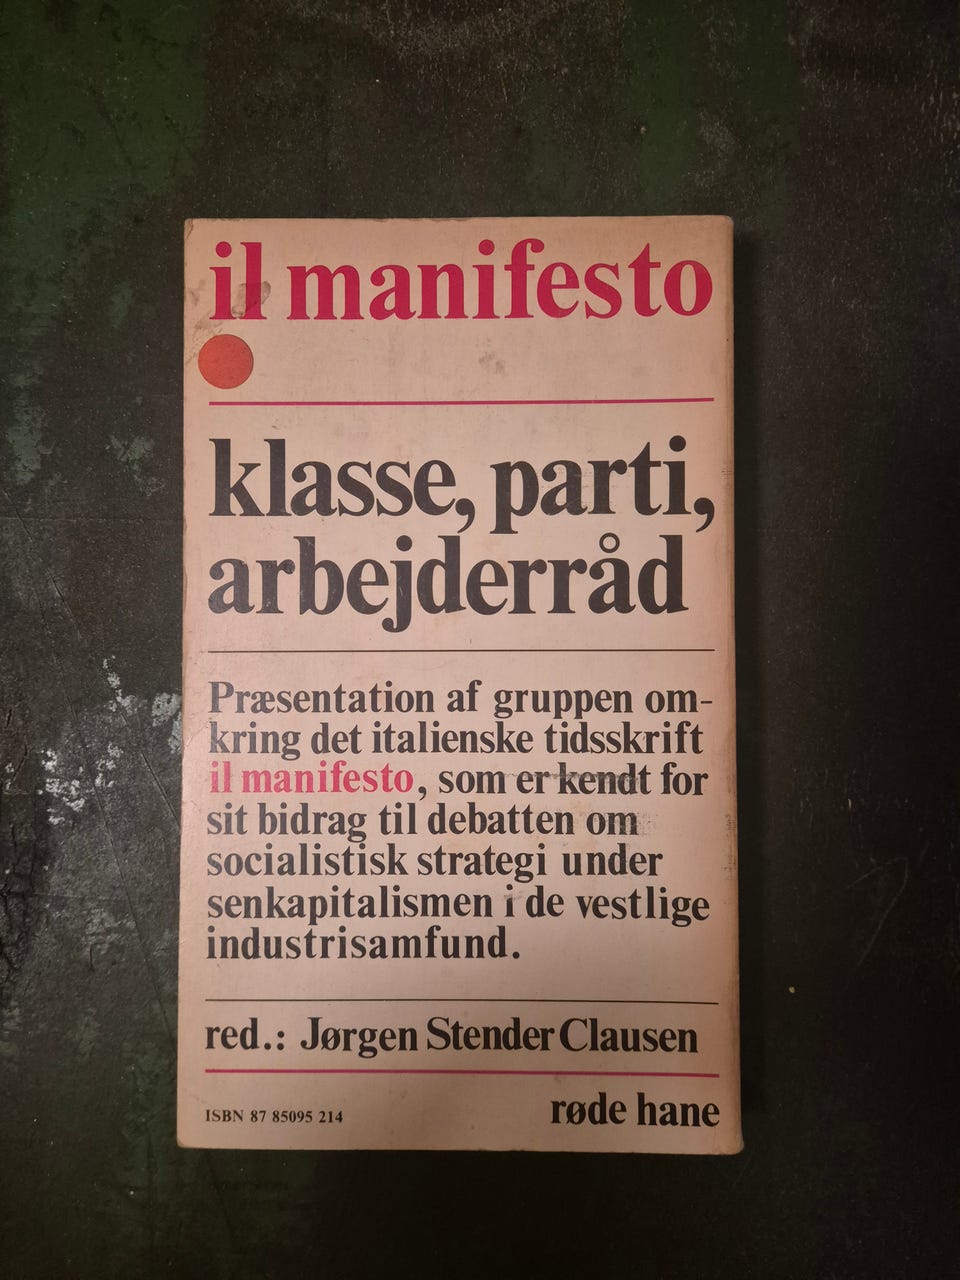 il manifesto
klasse, parti,
arbejderråd
Præsentation af gruppen om-
kring det italienske tidsskrift
il manifesto, som er kendt for
sit bidrag til debatten om
socialistisk strategi under
senkapitalismen i de vestlige
industrisamfund.
red.: Jørgen Stender Clausen
ISBN 87 85095 214
røde hane